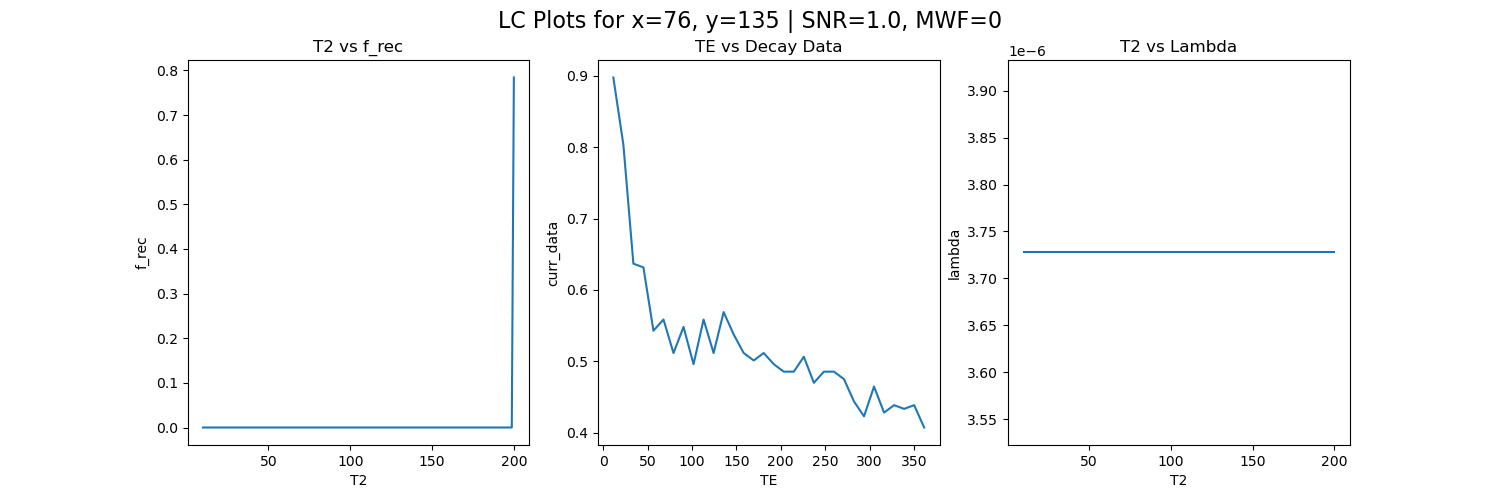 LC Plots for x=76, y=135 | SNR=1.0, MWF=0
T2 vs f_rec
0.8
0.7
0.6
0.5
0.4
0.3
0.2
0.1
0.0
f_rec
50 100 150 200
T2
TE vs Decay Data
0.9
0.8
0.7
0.6
0.5
0.4
curr_data
0 50 100 150 200 250 300 350
TE
T2 vs Lambda
1e−6
3.90
3.85
3.80
3.75
3.70
3.65
3.60
3.55
lambda
50 100 150 200
T2